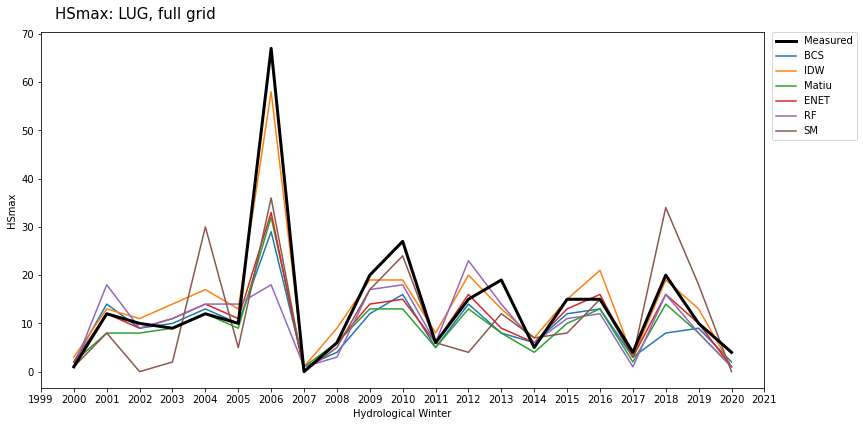 HSmax: LUG, full grid
70
60
50
40
30
20
10
0
HSmax
1999 2000 2001 2002 2003 2004 2005 2006 2007 2008 2009 2010 2011 2012 2013 2014 2015 2016 2017 2018 2019 2020 2021
Hydrological Winter
Measured
BCS
IDW
Matiu
ENET
RF
SM